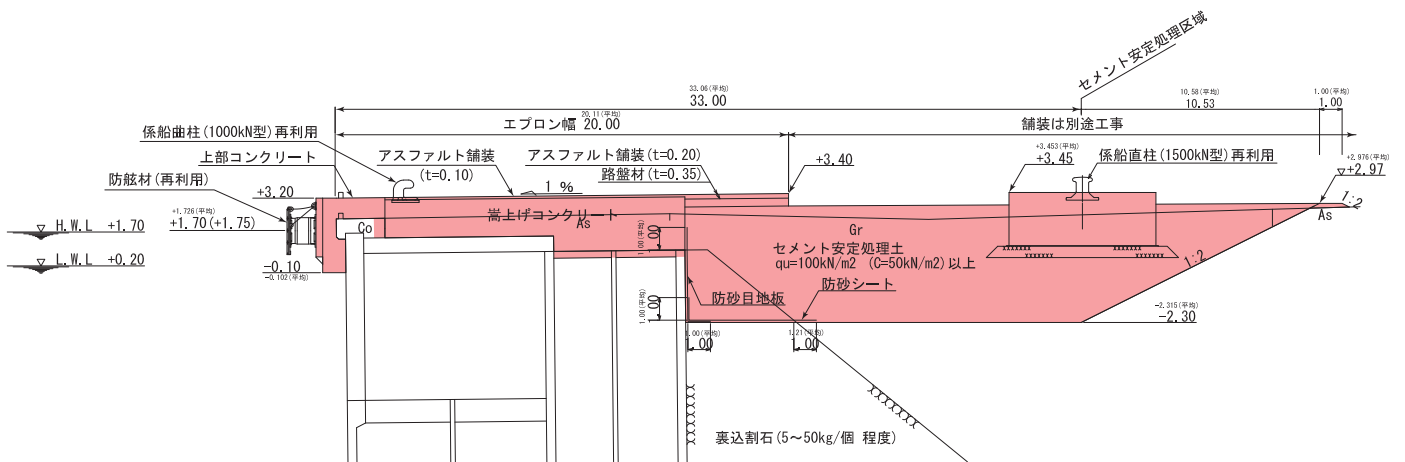 セメント安定処理区域
33.06(平均)
33.00
10.58(平均)
10.53
1.00(平均)
1.00
20.11(平均)
エプロン幅 20.00
舗装は別途工事
係船曲柱(1000kN型)再利用
上部コンクリート
アスファルト舗装
(t=0.10)
アスファルト舗装(t=0.20)
路盤材(t=0.35)
+3.40
+3.453(平均)
+3.45
係船直柱(1500kN型)再利用
+2.976(平均)
+2.97
防舷材(再利用)
+3.20
1 %
1:2
+1.726(平均)
+1.70(+1.75)
H.W.L +1.70
Co
嵩上げコンクリート
As
As
Gr
1.00(平均)
1.00
セメント安定処理土
qu=100kN/m2 (C=50kN/m2)以上
1:2
L.W.L +0.20
-0.10
-0.102(平均)
防砂目地板
防砂シート
1.00(平均)
1.00
-2.315(平均)
-2.30
1.00(平均)
1.00
1.21(平均)
1.00
裏込割石(5～50kg/個 程度)